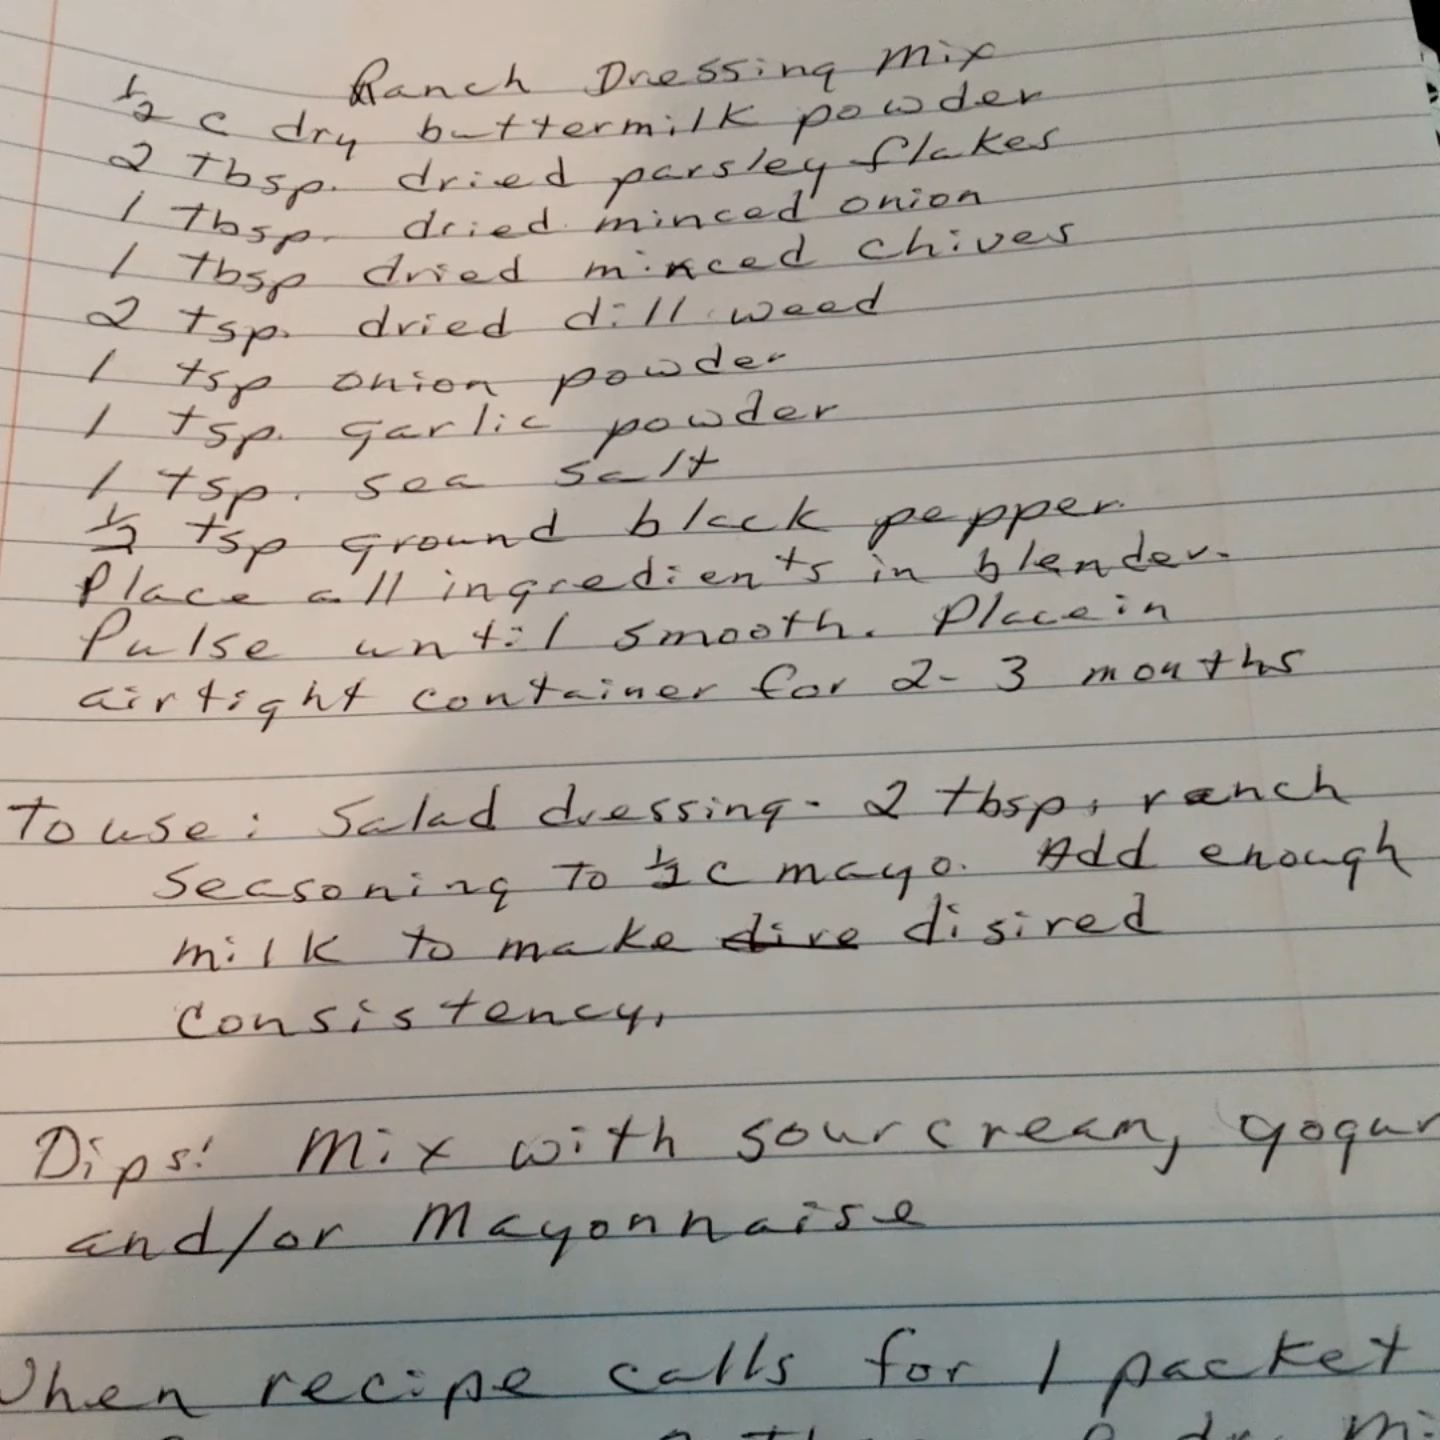 Ranch Dressing Mix
½ c dry buttermilk powder
2 Tbsp. dried parsley flakes
1 Tbsp. dried minced onion
1 Tbsp dried minced chives
2 tsp. dried dill weed
1 tsp onion powder
1 tsp. garlic powder
1 tsp. sea salt
½ tsp ground black pepper.
Place all ingredients in blender.
Pulse until smooth. Place in
airtight container for 2-3 months
To use: Salad dressing - 2 tbsp. ranch
seasoning to ½ c mayo. Add enough
milk to make dire disired
consistency.
Dips: Mix with sour cream, yogur
and/or Mayonnaise
When recipe calls for 1 packet